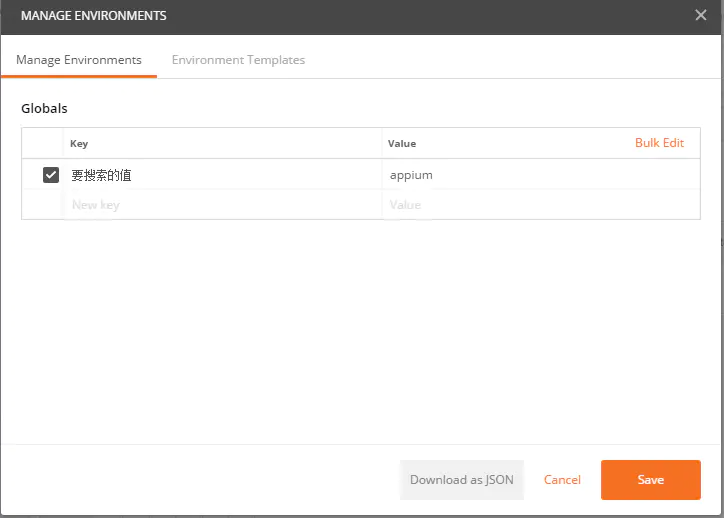 MANAGE ENVIRONMENTS
Manage Environments Environment Templates
Globals
Key Value Bulk Edit
要搜索的值 appium
New key Value
Download as JSON Cancel Save